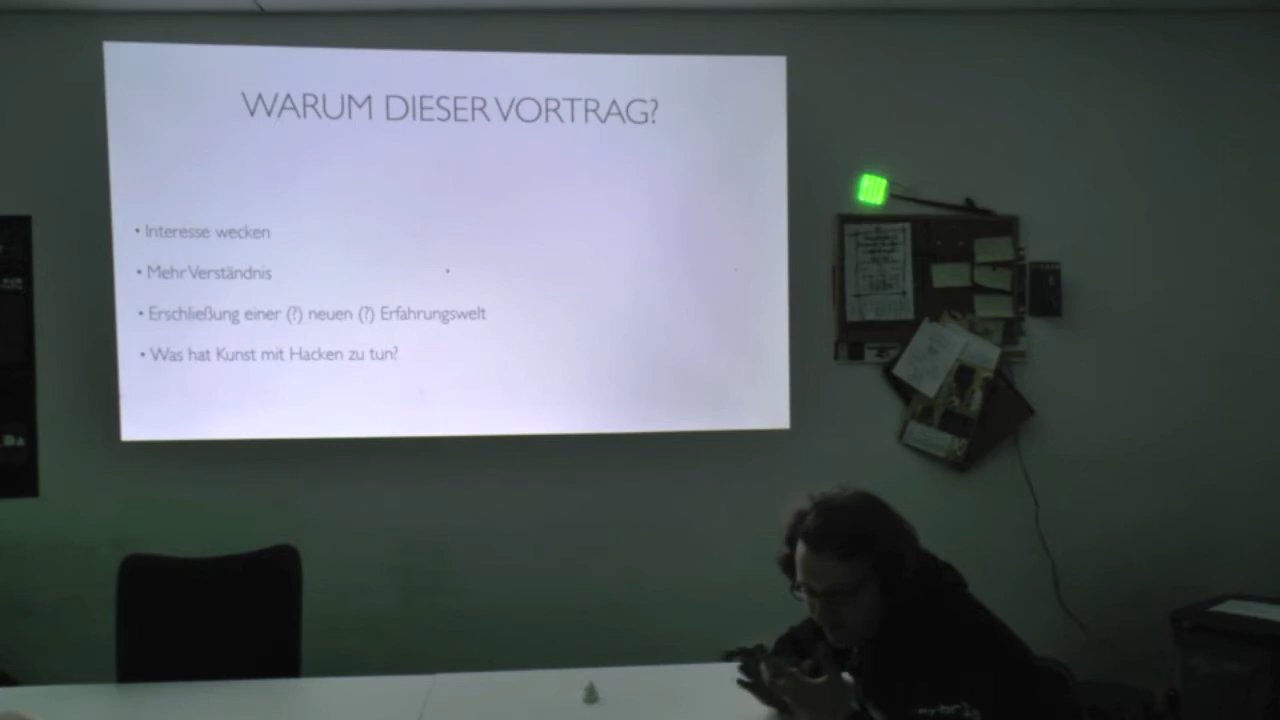 WARUM DIESER VORTRAG?
• Interesse wecken
• Mehr Verständnis
• Erschließung einer (?) neuen (?) Erfahrungswelt
• Was hat Kunst mit Hacken zu tun?